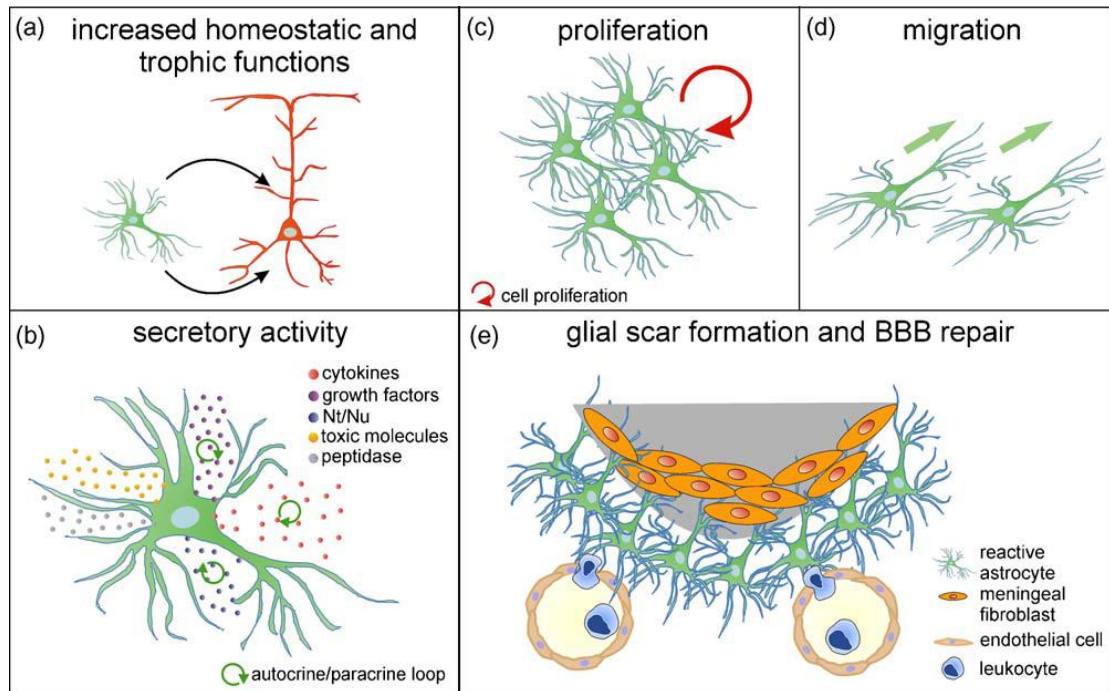 (a) increased homeostatic and
trophic functions
(b) secretory activity
cytokines
growth factors
Nt/Nu
toxic molecules
peptidase
autocrine/paracrine loop
(c) proliferation
cell proliferation
(d) migration
(e) glial scar formation and BBB repair
reactive
astrocyte
meningeal
fibroblast
endothelial cell
leukocyte